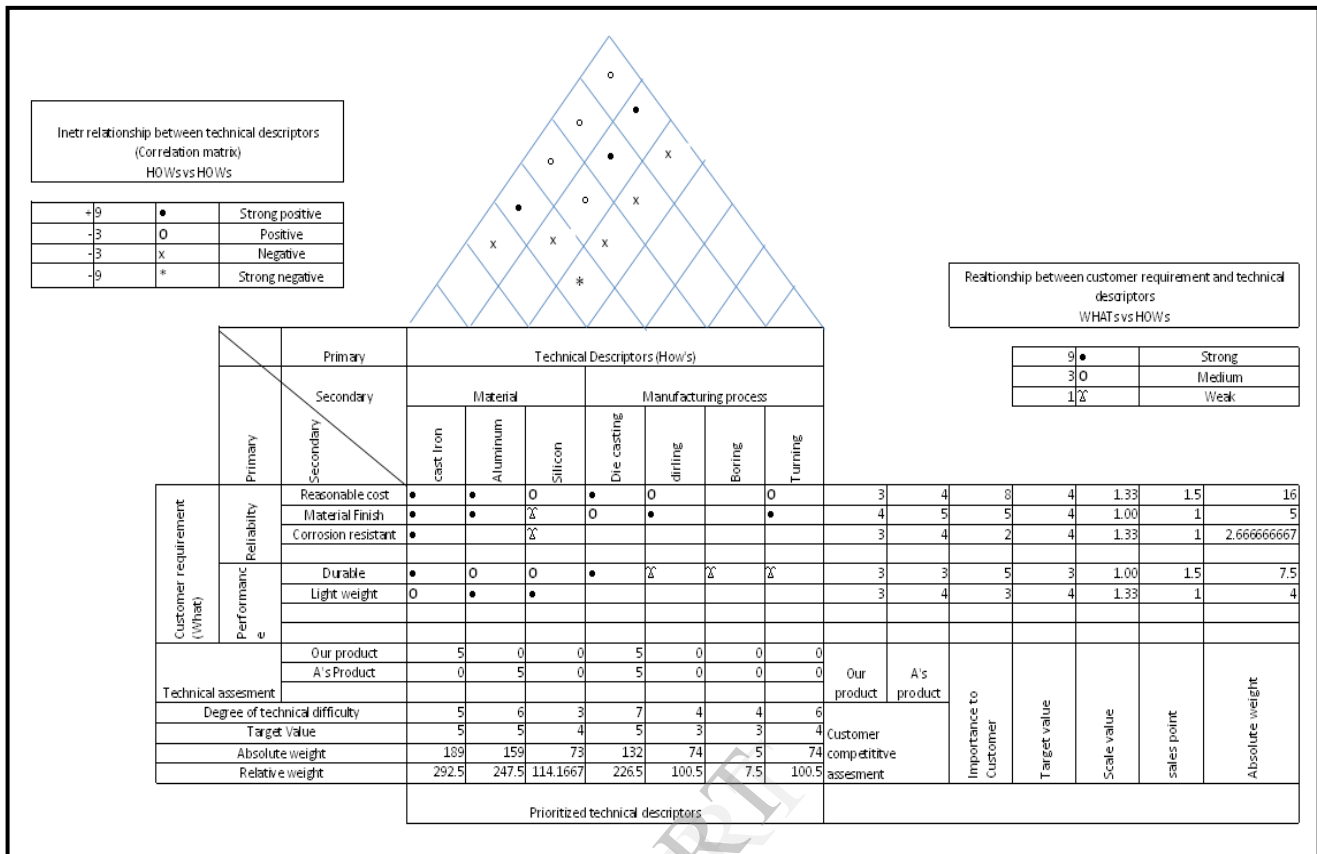 Inetr relationship between technical descriptors
(Correlation matrix)
HOWs vs HOWs
+9 ● Strong positive
-3 O Positive
-3 x Negative
-9 * Strong negative
o
●
o
x
●
o
x
o
●
x
x
x
*
Realtionship between customer requirement and technical
descriptors
WHATs vs HOWs
9 ● Strong
3 O Medium
1 Weak
Primary Technical Descriptors (How's)
Secondary Material Manufacturing process
Primary Secondary cast Iron Aluminum Silicon Die casting dirling Boring Turning
Customer requirement
(What)
Reliabilty
Reasonable cost ● ● O ● O O 3 4 8 4 1.33 1.5 16
Material Finish ● ● O ● ● 4 5 5 4 1.00 1 5
Corrosion resistant ● 3 4 2 4 1.33 1 2.666666667
Performanc
e
Durable ● O O ● 3 3 5 3 1.00 1.5 7.5
Light weight O ● ● 3 4 3 4 1.33 1 4
Technical assesment
Our product 5 0 0 5 0 0 0
A's Product 0 5 0 5 0 0 0
Our
product
A's
product
Degree of technical difficulty 5 6 3 7 4 4 6
Target Value 5 5 4 5 3 3 4
Absolute weight 189 159 73 132 74 5 74
Relative weight 292.5 247.5 114.1667 226.5 100.5 7.5 100.5
Customer
competititve
assesment
Importance to
Customer
Target value
Scale value
sales point
Absolute weight
Prioritized technical descriptors